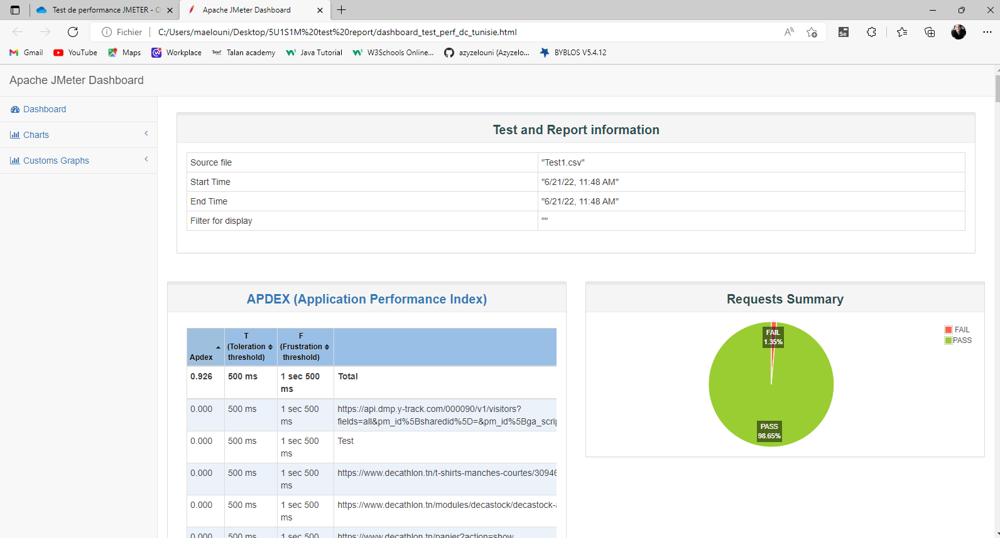 Test de performance JMETER - O
Apache JMeter Dashboard
Fichier
C:/Users/maelouni/Desktop/5U1S1M%20test%20report/dashboard_test_perf_dc_tunisie.html
Gmail
YouTube
Maps
Workplace
Talan academy
Java Tutorial
W3Schools Online...
azyzelouni (Azyzelo...
BYBLOS V5.4.12
Apache JMeter Dashboard
Dashboard
Charts
Customs Graphs
Test and Report information
Source file "Test1.csv"
Start Time "6/21/22, 11:48 AM"
End Time "6/21/22, 11:48 AM"
Filter for display ""
APDEX (Application Performance Index)
Apdex
T
(Toleration
threshold)
F
(Frustration
threshold)
0.926 500 ms 1 sec 500 Total
ms
0.000 500 ms 1 sec 500 https://api.dmp.y-track.com/000090/v1/visitors?
ms fields=all&pm_id%5Bsharedid%5D=&pm_id%5Bga_scrip
0.000 500 ms 1 sec 500 Test
ms
0.000 500 ms 1 sec 500 https://www.decathlon.tn/t-shirts-manches-courtes/30946
ms
0.000 500 ms 1 sec 500 https://www.decathlon.tn/modules/decastock/decastock-a
ms
0.000 500 ms 1 sec 500 https://www.decathlon.tn/panier?action=show
Requests Summary
FAIL
1.35%
PASS
98.65%
FAIL
PASS